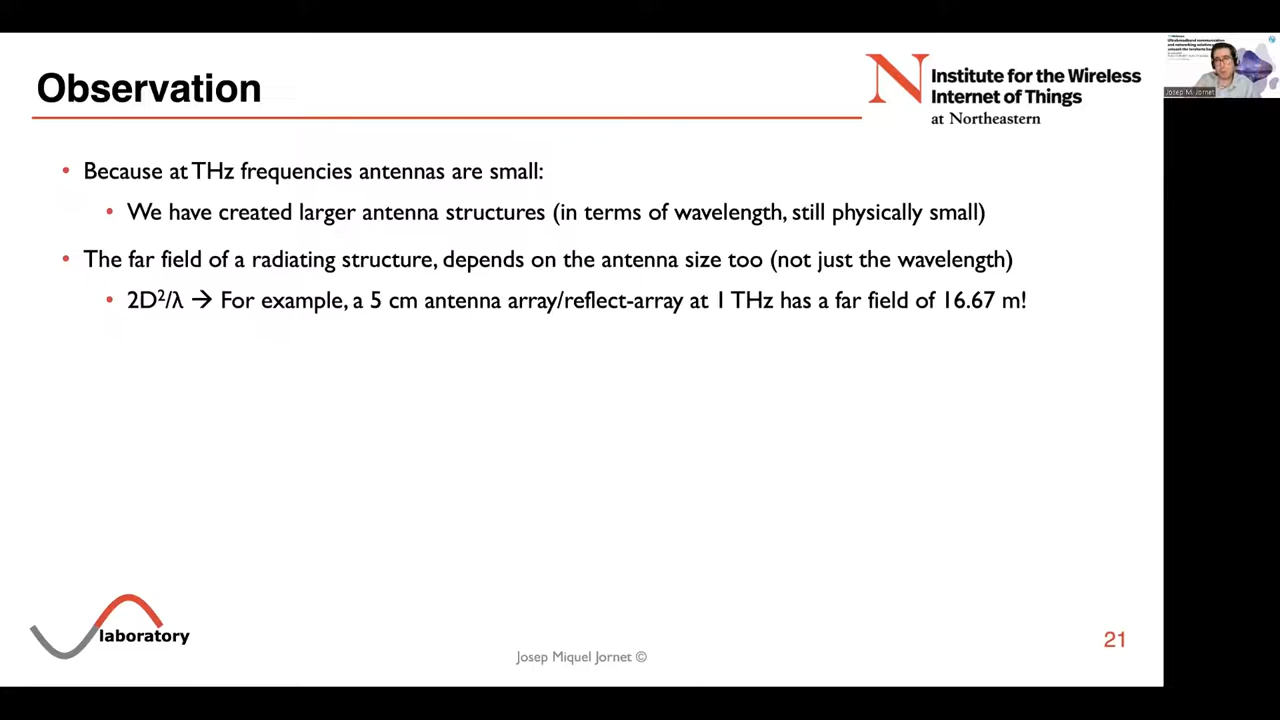 Observation
Institute for the Wireless
Internet of Things
at Northeastern
Josep M. Jornet
• Because at THz frequencies antennas are small:
• We have created larger antenna structures (in terms of wavelength, still physically small)
• The far field of a radiating structure, depends on the antenna size too (not just the wavelength)
• 2D²/λ → For example, a 5 cm antenna array/reflect-array at 1 THz has a far field of 16.67 m!
laboratory
Josep Miquel Jornet ©
21